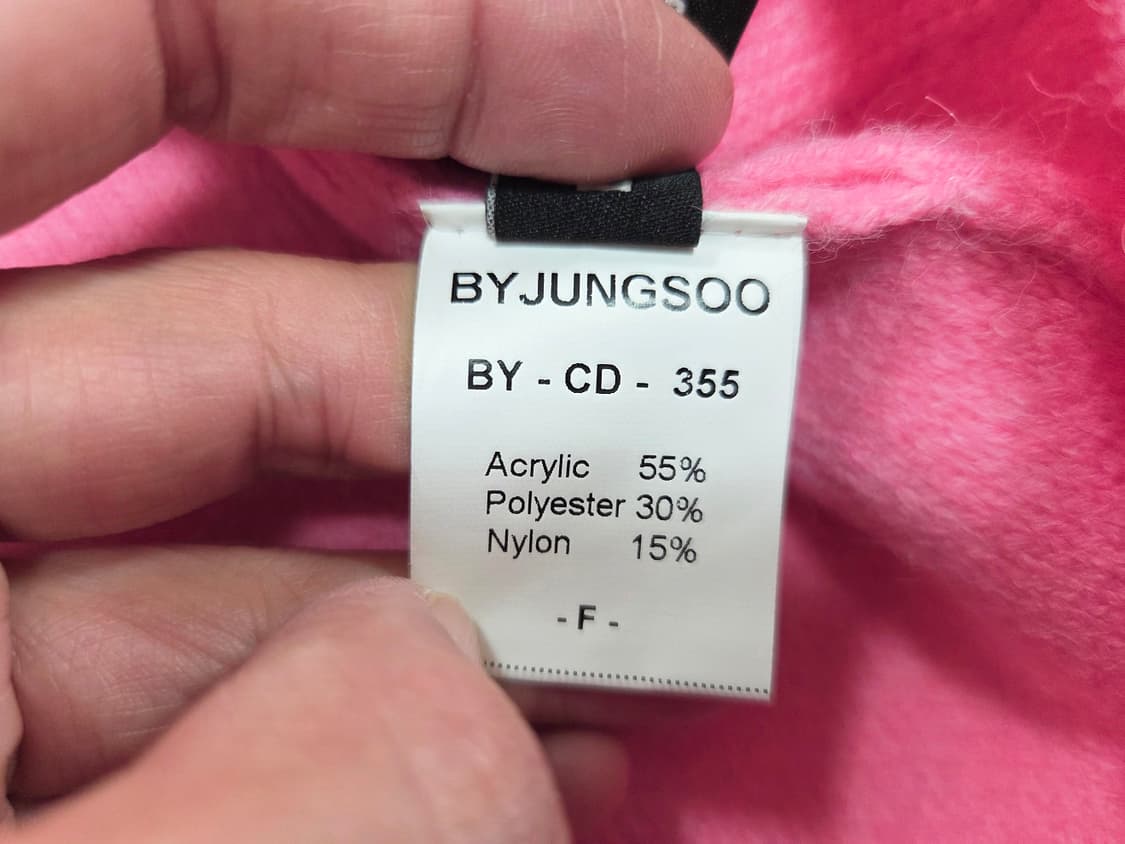 BYJUNGSOO
BY - CD - 355
Acrylic 55%
Polyester 30%
Nylon 15%
- F -